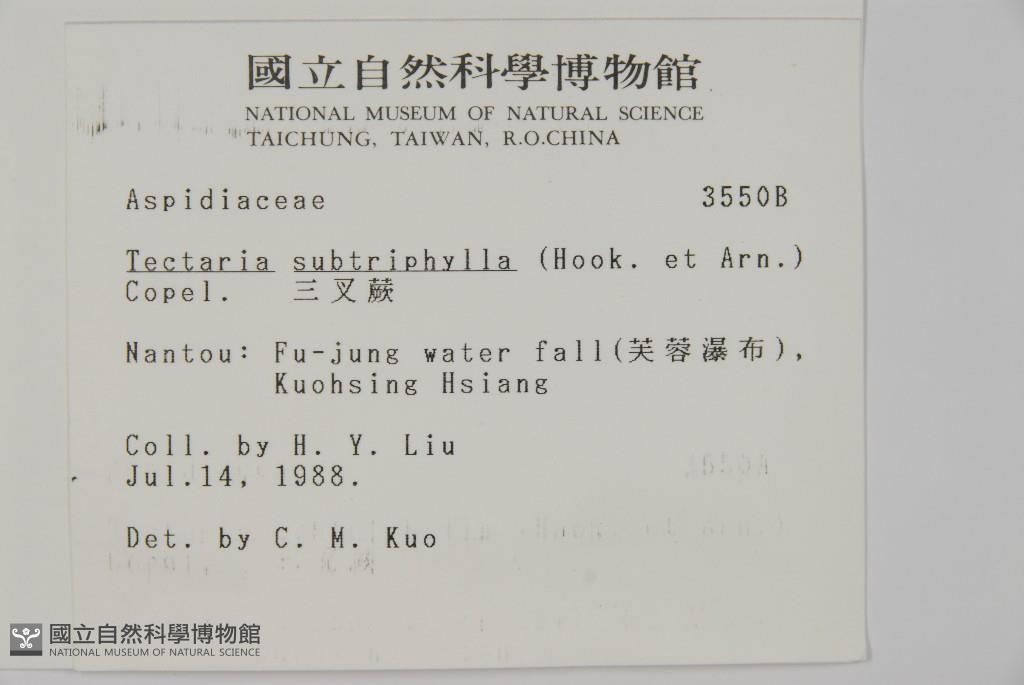 國立自然科學博物館
NATIONAL MUSEUM OF NATURAL SCIENCE
TAICHUNG, TAIWAN, R.O.CHINA
Aspidiaceae 3550B
Tectaria subtriphylla (Hook. et Arn.)
Copel. 三叉蕨
Nantou: Fu-jung water fall(芙蓉瀑布),
Kuohsing Hsiang
Coll. by H. Y. Liu
Jul.14, 1988.
Det. by C. M. Kuo
國立自然科學博物館
NATIONAL MUSEUM OF NATURAL SCIENCE